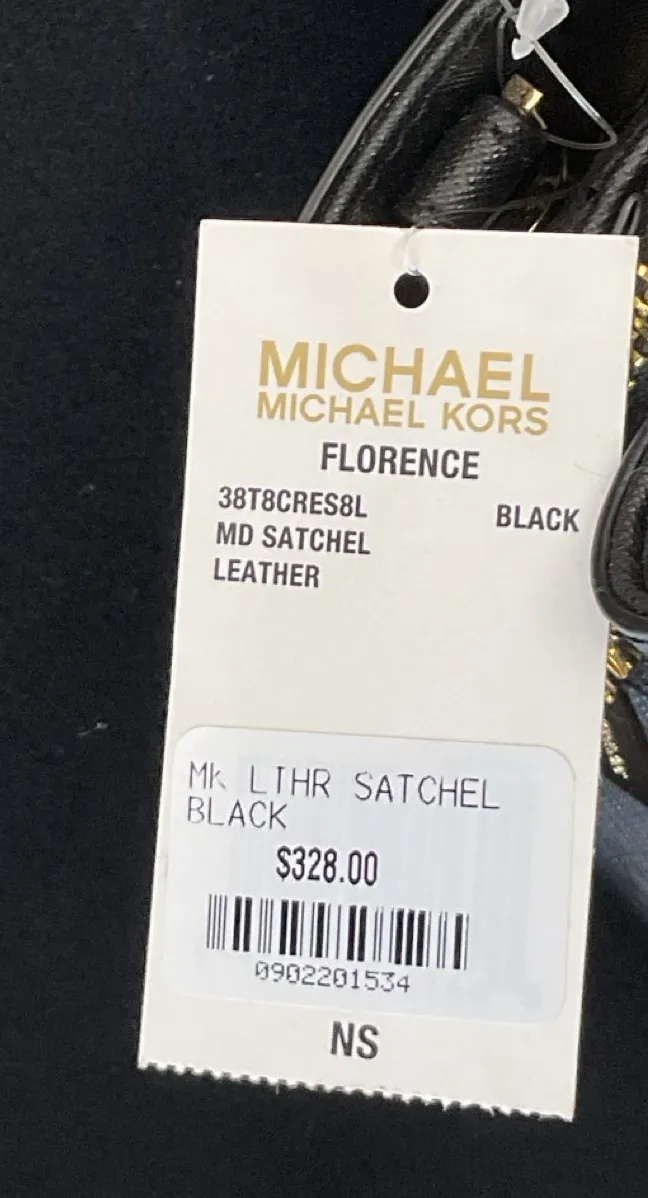 MICHAEL
MICHAEL KORS
FLORENCE
38T8CRES8L BLACK
MD SATCHEL
LEATHER
MK LTHR SATCHEL
BLACK
$328.00
0902201534
NS